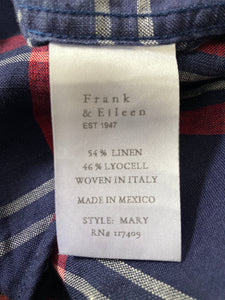 Frank
& Eileen
EST 1947
54% LINEN
46% LYOCELL
WOVEN IN ITALY
MADE IN MEXICO
STYLE: MARY
RN# 117409